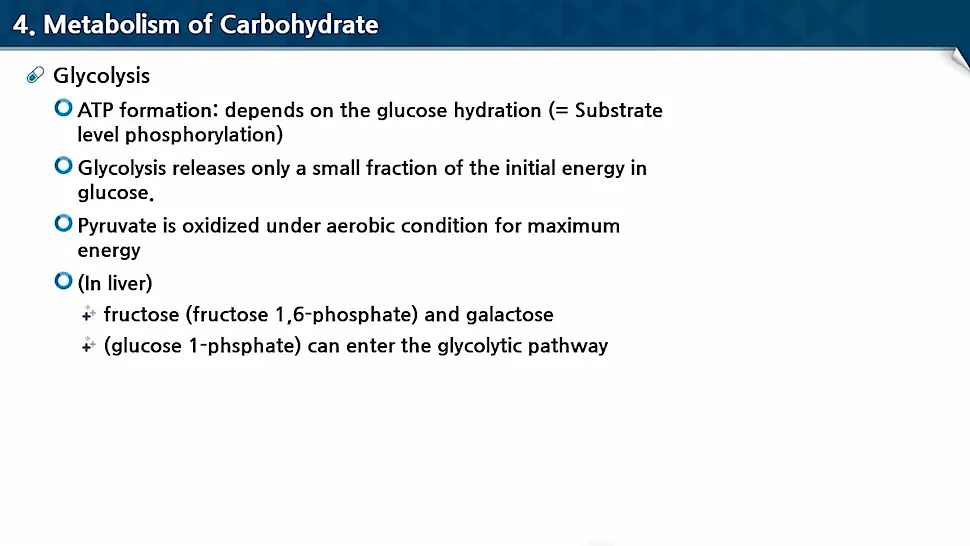 4. Metabolism of Carbohydrate
Glycolysis
ATP formation: depends on the glucose hydration (= Substrate
level phosphorylation)
Glycolysis releases only a small fraction of the initial energy in
glucose.
Pyruvate is oxidized under aerobic condition for maximum
energy
(In liver)
fructose (fructose 1,6-phosphate) and galactose
(glucose 1-phsphate) can enter the glycolytic pathway